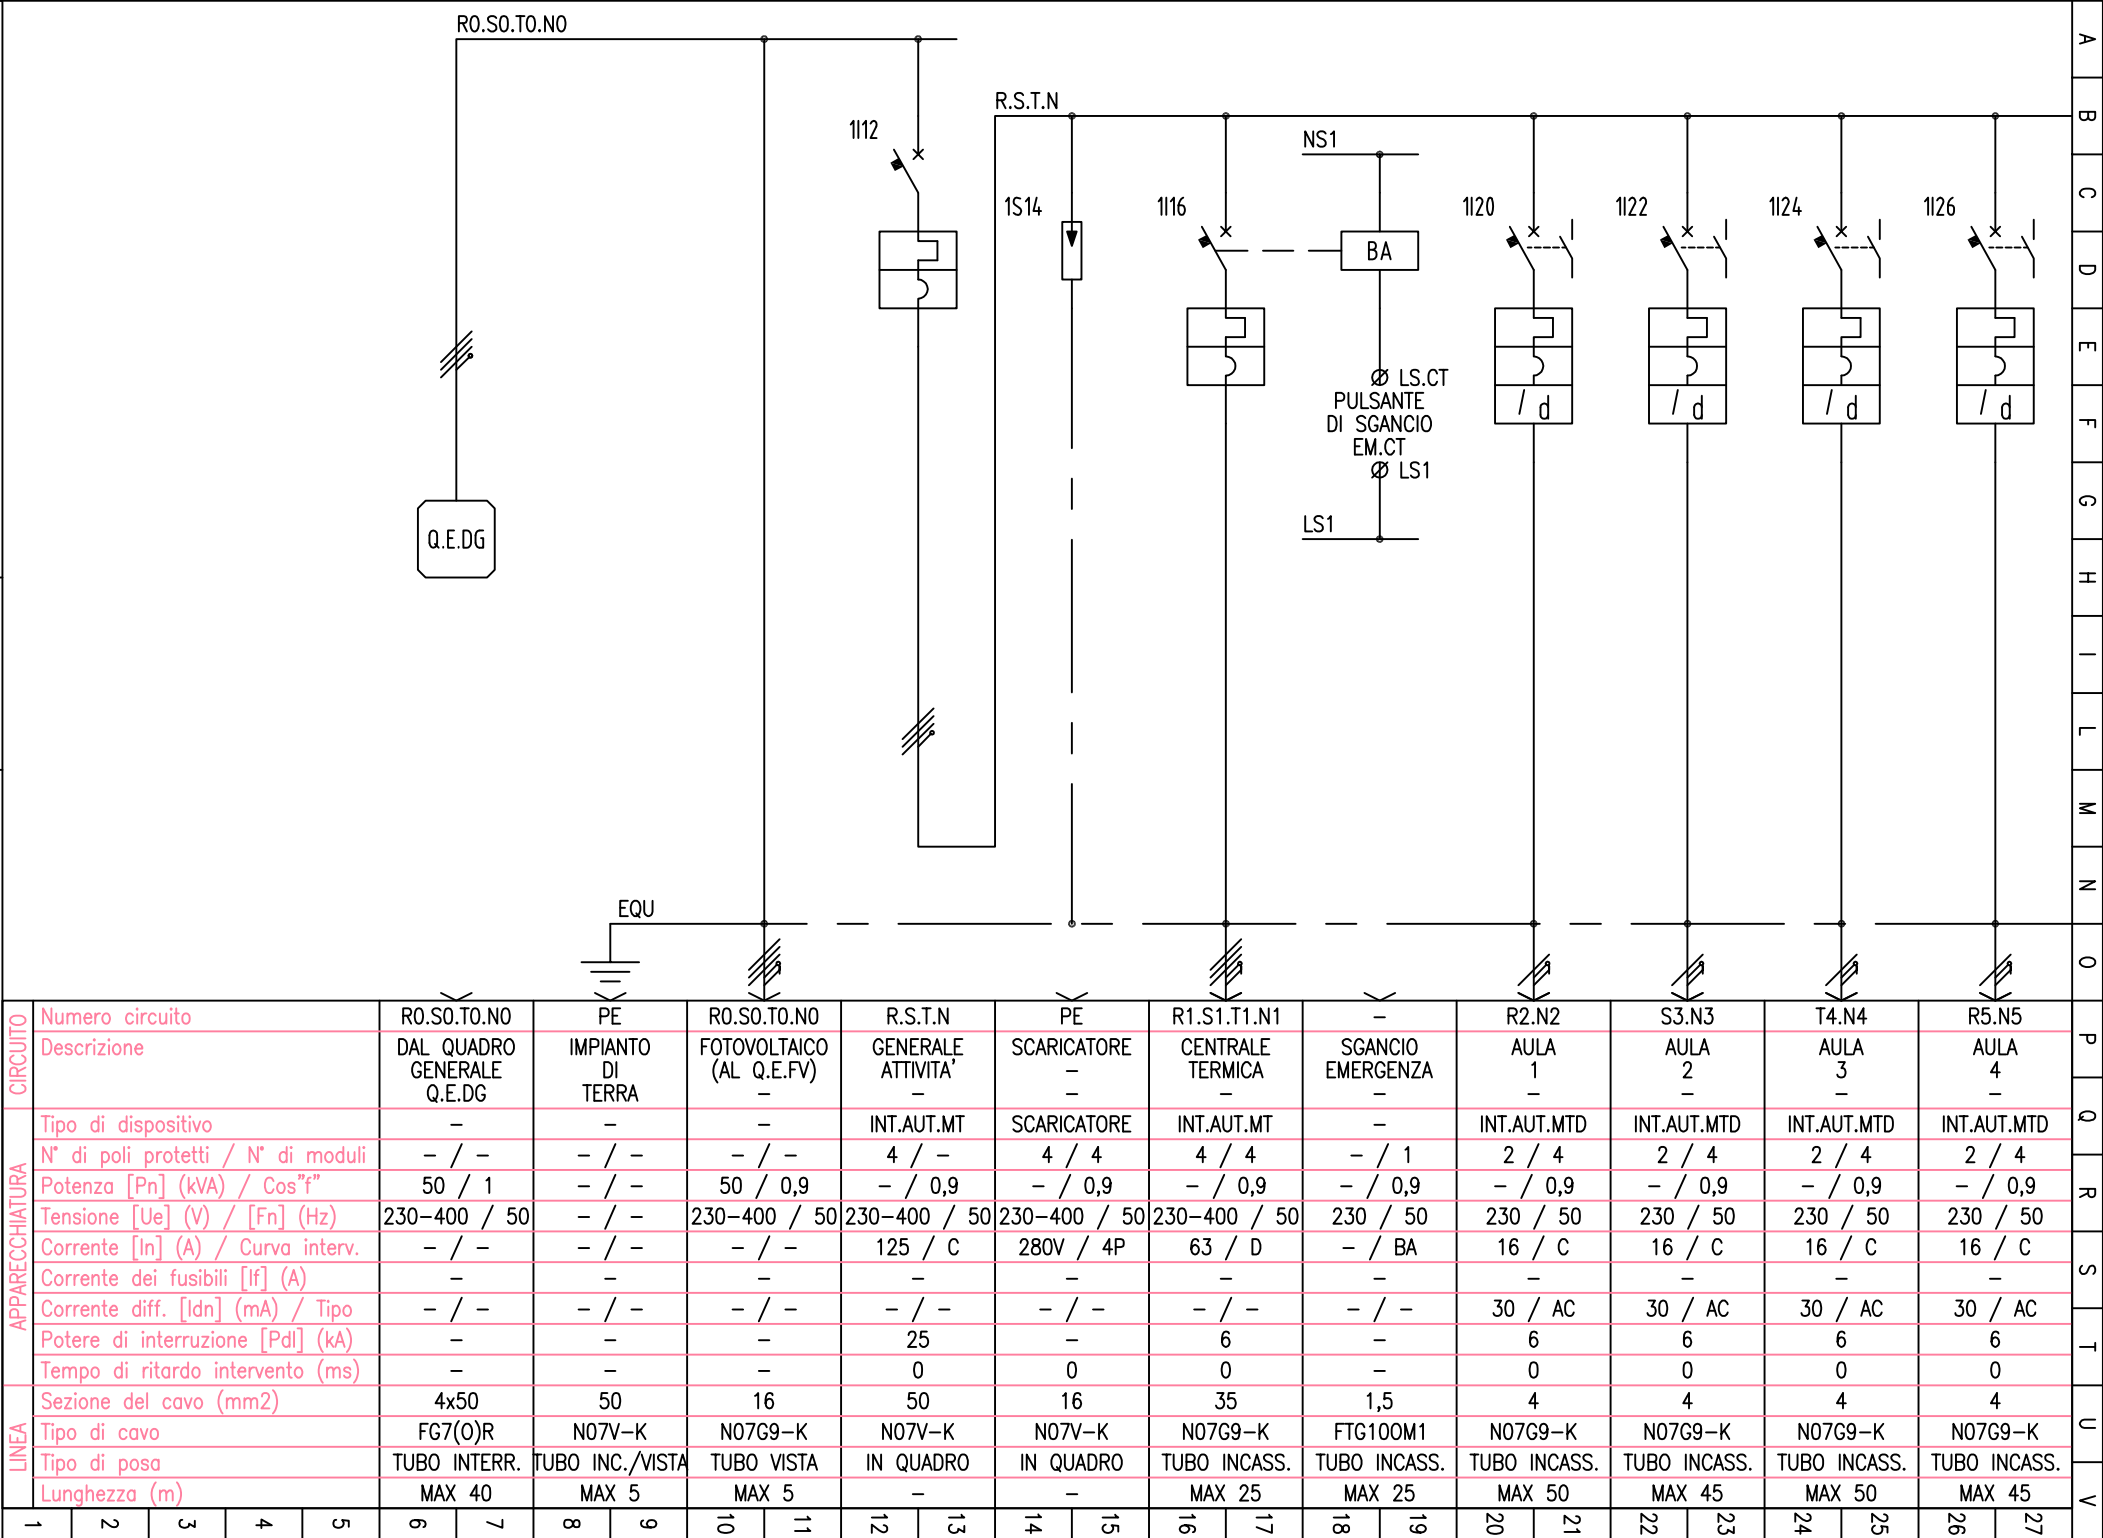 R0.S0.T0.N0
R.S.T.N
1I12
NS1
1S14
1I16
1I20
1I22
1I24
1I26
BA
/ d
/ d
/ d
/ d
LS.CT
PULSANTE
DI SGANCIO
EM.CT
LS1
LS1
Q.E.DG
EQU
A
B
C
D
E
F
G
H
I
L
M
N
O
P
Q
R
S
T
U
V
CIRCUITO
Numero circuito R0.S0.T0.N0 PE R0.S0.T0.N0 R.S.T.N PE R1.S1.T1.N1 – R2.N2 S3.N3 T4.N4 R5.N5
Descrizione DAL QUADRO IMPIANTO FOTOVOLTAICO GENERALE SCARICATORE CENTRALE SGANCIO AULA AULA AULA AULA
GENERALE DI (AL Q.E.FV) ATTIVITA' – TERMICA EMERGENZA 1 2 3 4
Q.E.DG TERRA – – – – – – – – –
APPARECCHIATURA
Tipo di dispositivo – – – INT.AUT.MT SCARICATORE INT.AUT.MT – INT.AUT.MTD INT.AUT.MTD INT.AUT.MTD INT.AUT.MTD
N° di poli protetti / N° di moduli – / – – / – – / – 4 / – 4 / 4 4 / 4 – / 1 2 / 4 2 / 4 2 / 4 2 / 4
Potenza [Pn] (kVA) / Cos"f" 50 / 1 – / – 50 / 0,9 – / 0,9 – / 0,9 – / 0,9 – / 0,9 – / 0,9 – / 0,9 – / 0,9 – / 0,9
Tensione [Ue] (V) / [Fn] (Hz) 230–400 / 50 – / – 230–400 / 50 230–400 / 50 230–400 / 50 230–400 / 50 230 / 50 230 / 50 230 / 50 230 / 50 230 / 50
Corrente [In] (A) / Curva interv. – / – – / – – / – 125 / C 280V / 4P 63 / D – / BA 16 / C 16 / C 16 / C 16 / C
Corrente dei fusibili [If] (A) – – – – – – – – – – –
Corrente diff. [Idn] (mA) / Tipo – / – – / – – / – – / – – / – – / – – / – 30 / AC 30 / AC 30 / AC 30 / AC
Potere di interruzione [PdI] (kA) – – – 25 – 6 – 6 6 6 6
Tempo di ritardo intervento (ms) – – – 0 0 0 – 0 0 0 0
LINEA
Sezione del cavo (mm2) 4x50 50 16 50 16 35 1,5 4 4 4 4
Tipo di cavo FG7(O)R N07V–K N07G9–K N07V–K N07V–K N07G9–K FTG10OM1 N07G9–K N07G9–K N07G9–K N07G9–K
Tipo di posa TUBO INTERR. TUBO INC./VISTA TUBO VISTA IN QUADRO IN QUADRO TUBO INCASS. TUBO INCASS. TUBO INCASS. TUBO INCASS. TUBO INCASS. TUBO INCASS.
Lunghezza (m) MAX 40 MAX 5 MAX 5 – – MAX 25 MAX 25 MAX 50 MAX 45 MAX 50 MAX 45
1 2 3 4 5 6 7 8 9 10 11 12 13 14 15 16 17 18 19 20 21 22 23 24 25 26 27